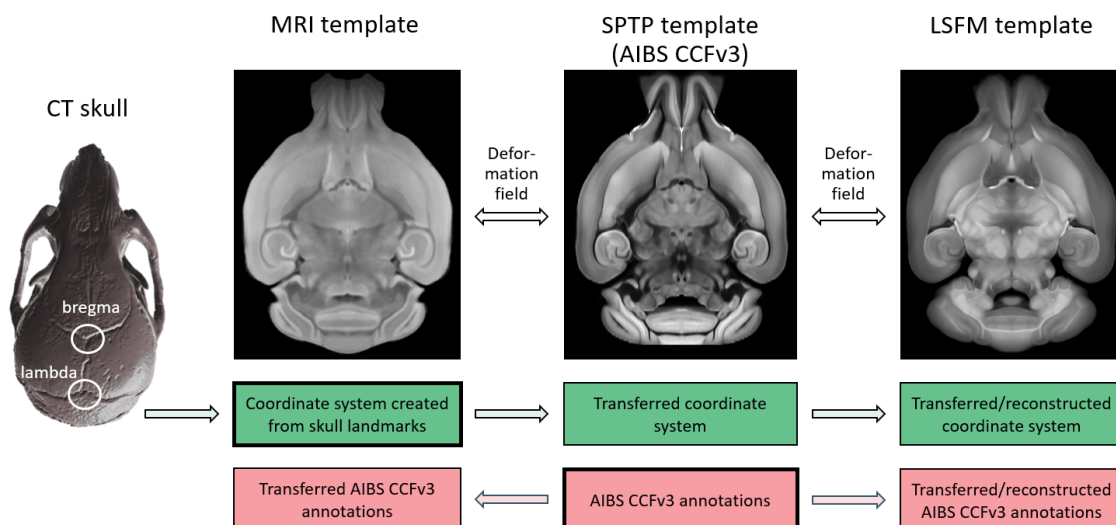 MRI template
SPTP template
(AIBS CCFv3)
LSFM template
CT skull
Defor-
mation
field
Defor-
mation
field
bregma
lambda
Coordinate system created
from skull landmarks
Transferred coordinate
system
Transferred/reconstructed
coordinate system
Transferred AIBS CCFv3
annotations
AIBS CCFv3 annotations
Transferred/reconstructed
AIBS CCFv3 annotations